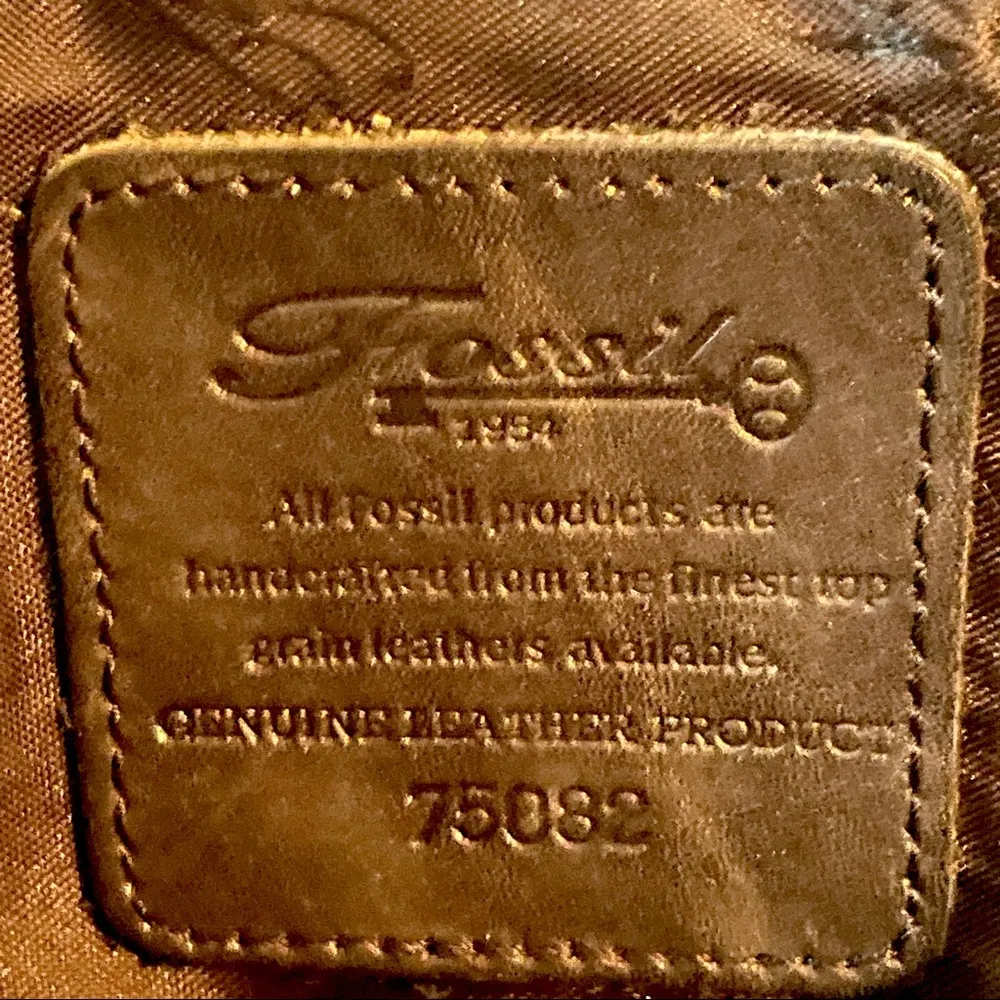 Fossil
1954
All Fossil products are
handcrafted from the finest top
grain leathers available.
GENUINE LEATHER PRODUCT
75082